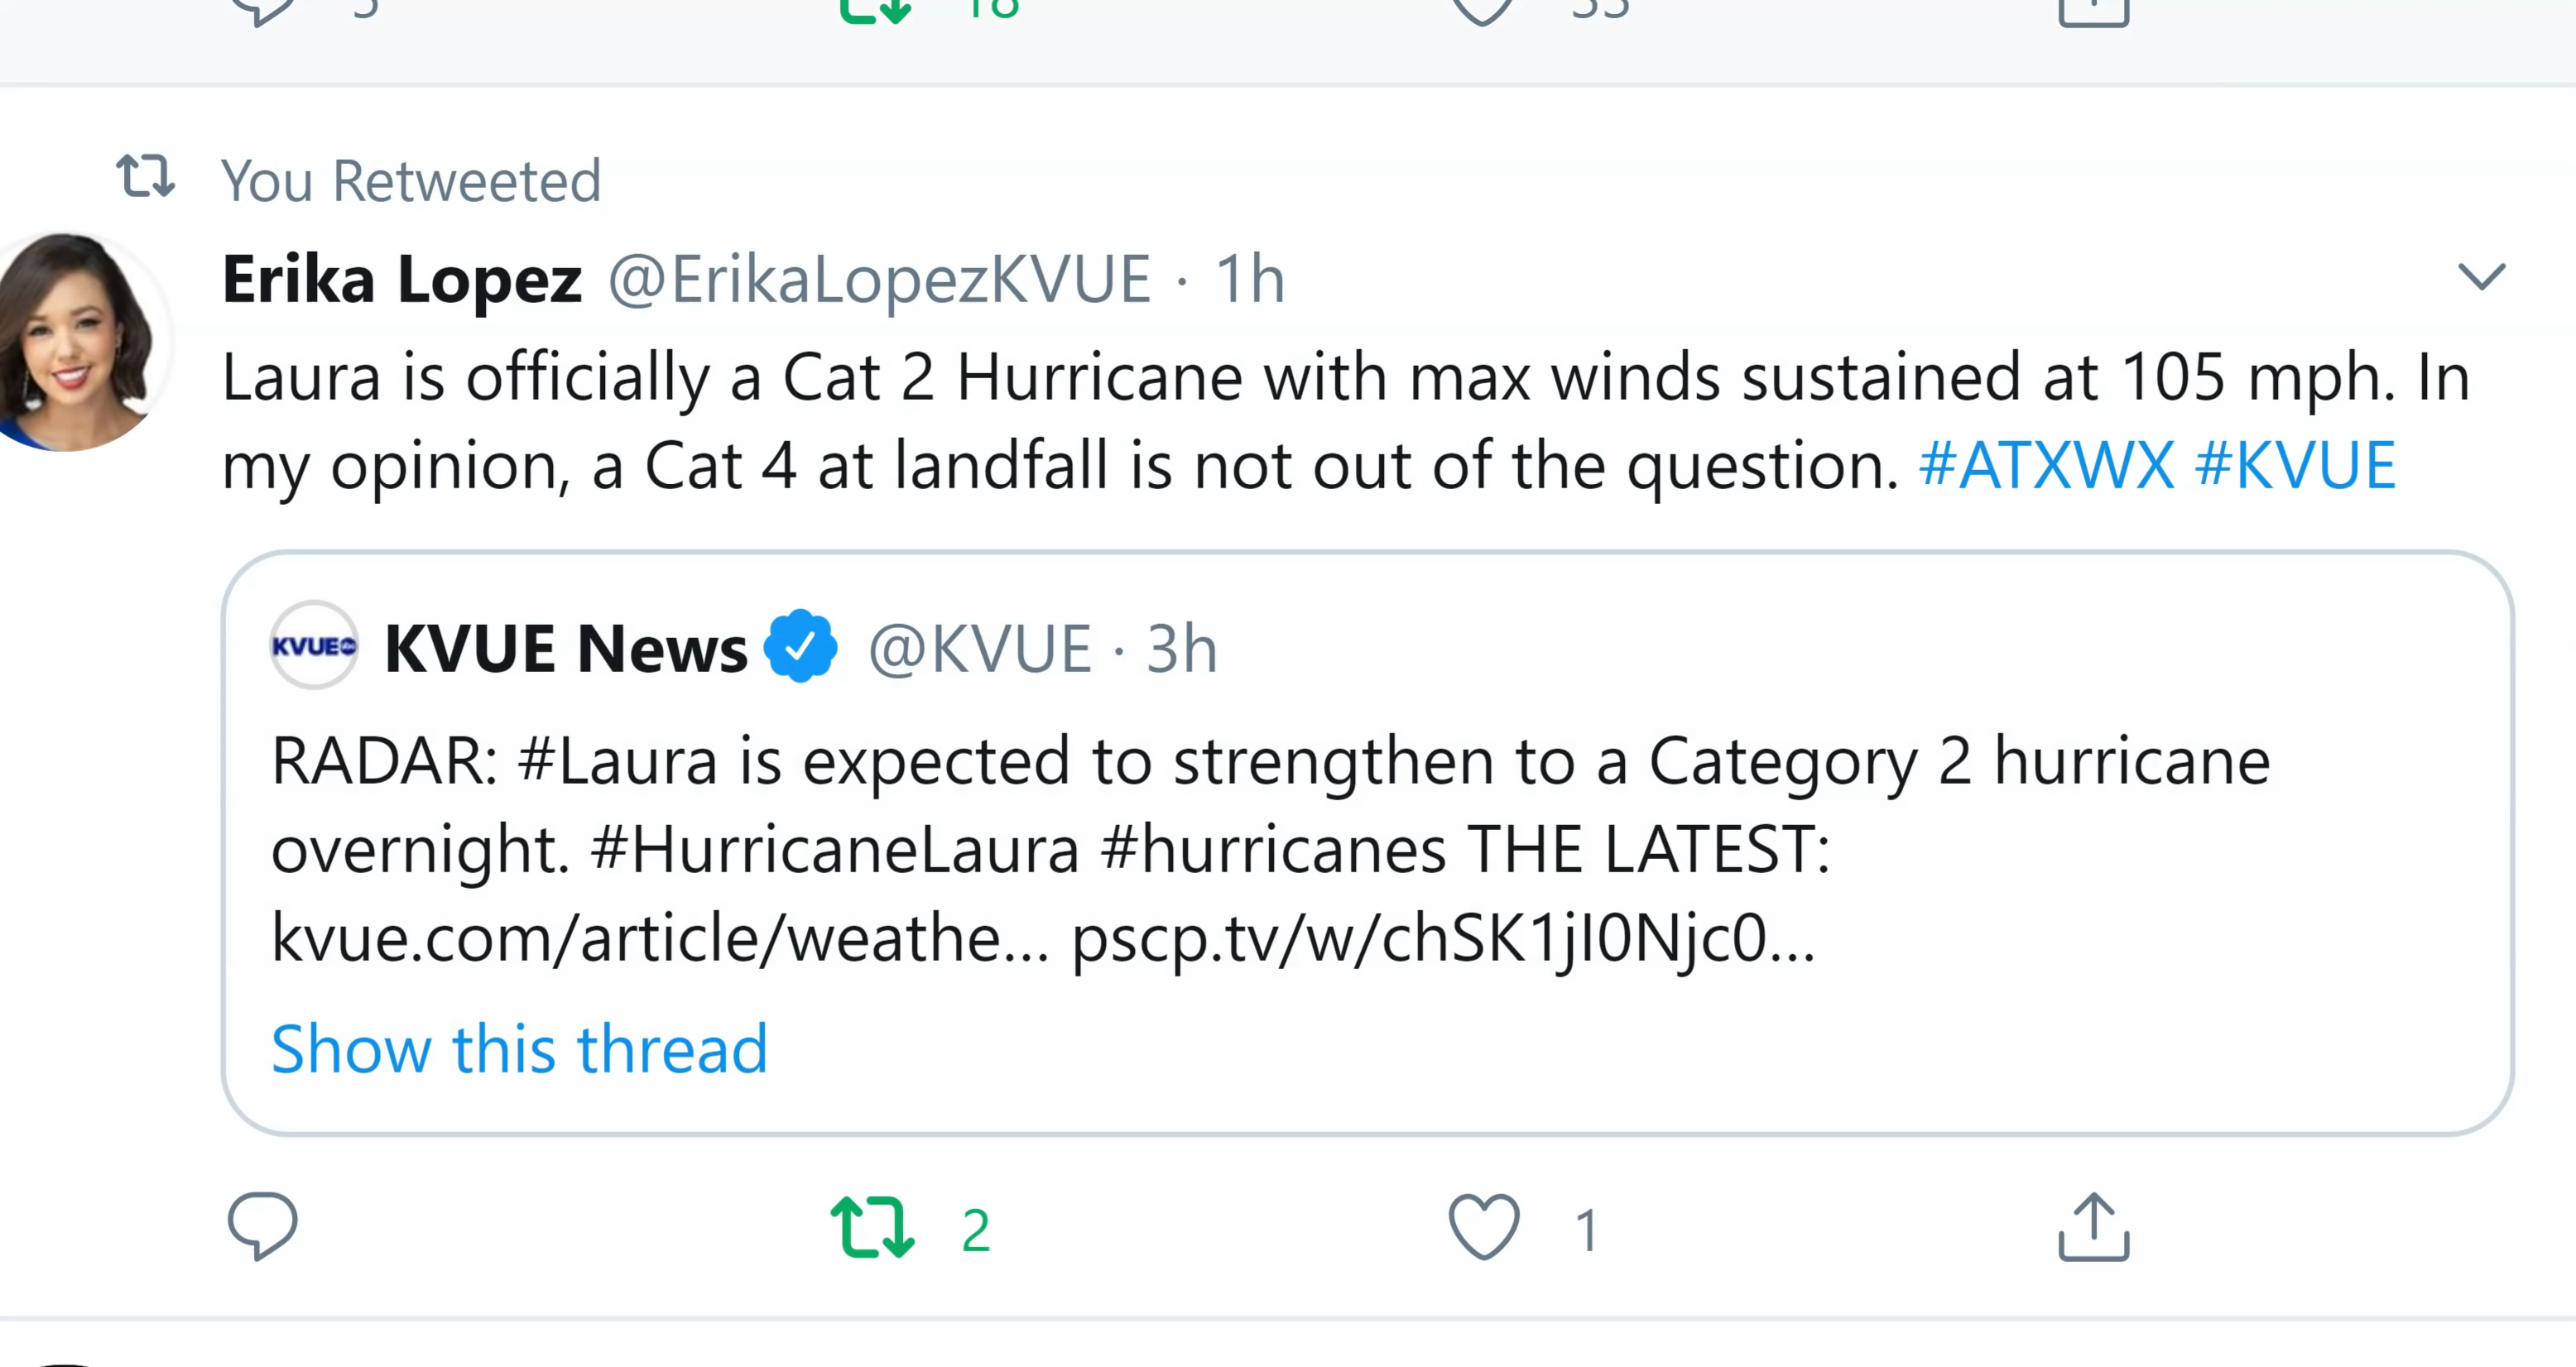 You Retweeted
Erika Lopez @ErikaLopezKVUE · 1h
Laura is officially a Cat 2 Hurricane with max winds sustained at 105 mph. In
my opinion, a Cat 4 at landfall is not out of the question. #ATXWX #KVUE
KVUE
KVUE News @KVUE · 3h
RADAR: #Laura is expected to strengthen to a Category 2 hurricane
overnight. #HurricaneLaura #hurricanes THE LATEST:
kvue.com/article/weathe... pscp.tv/w/chSK1jI0Njc0...
Show this thread
2 1